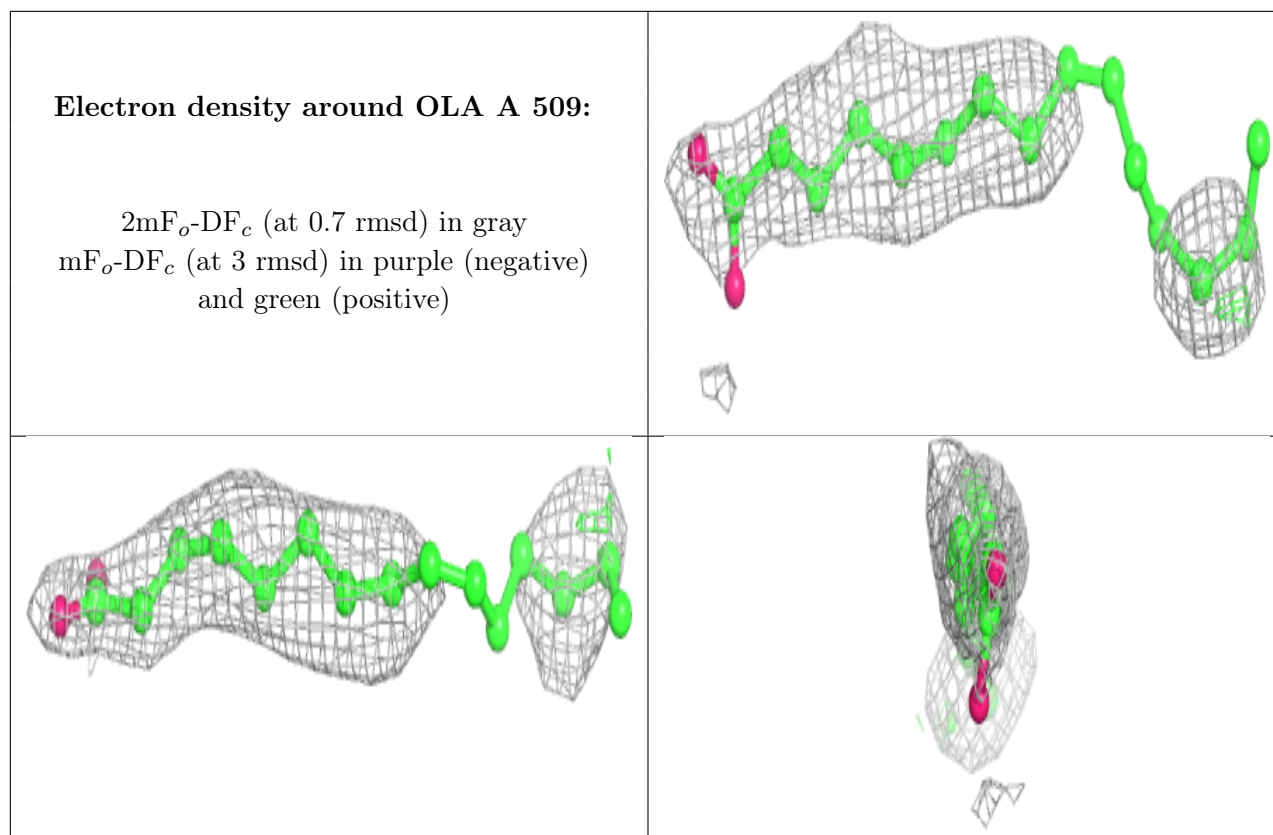 Electron density around OLA A 509:
2mFo-DFc (at 0.7 rmsd) in gray
mFo-DFc (at 3 rmsd) in purple (negative)
and green (positive)